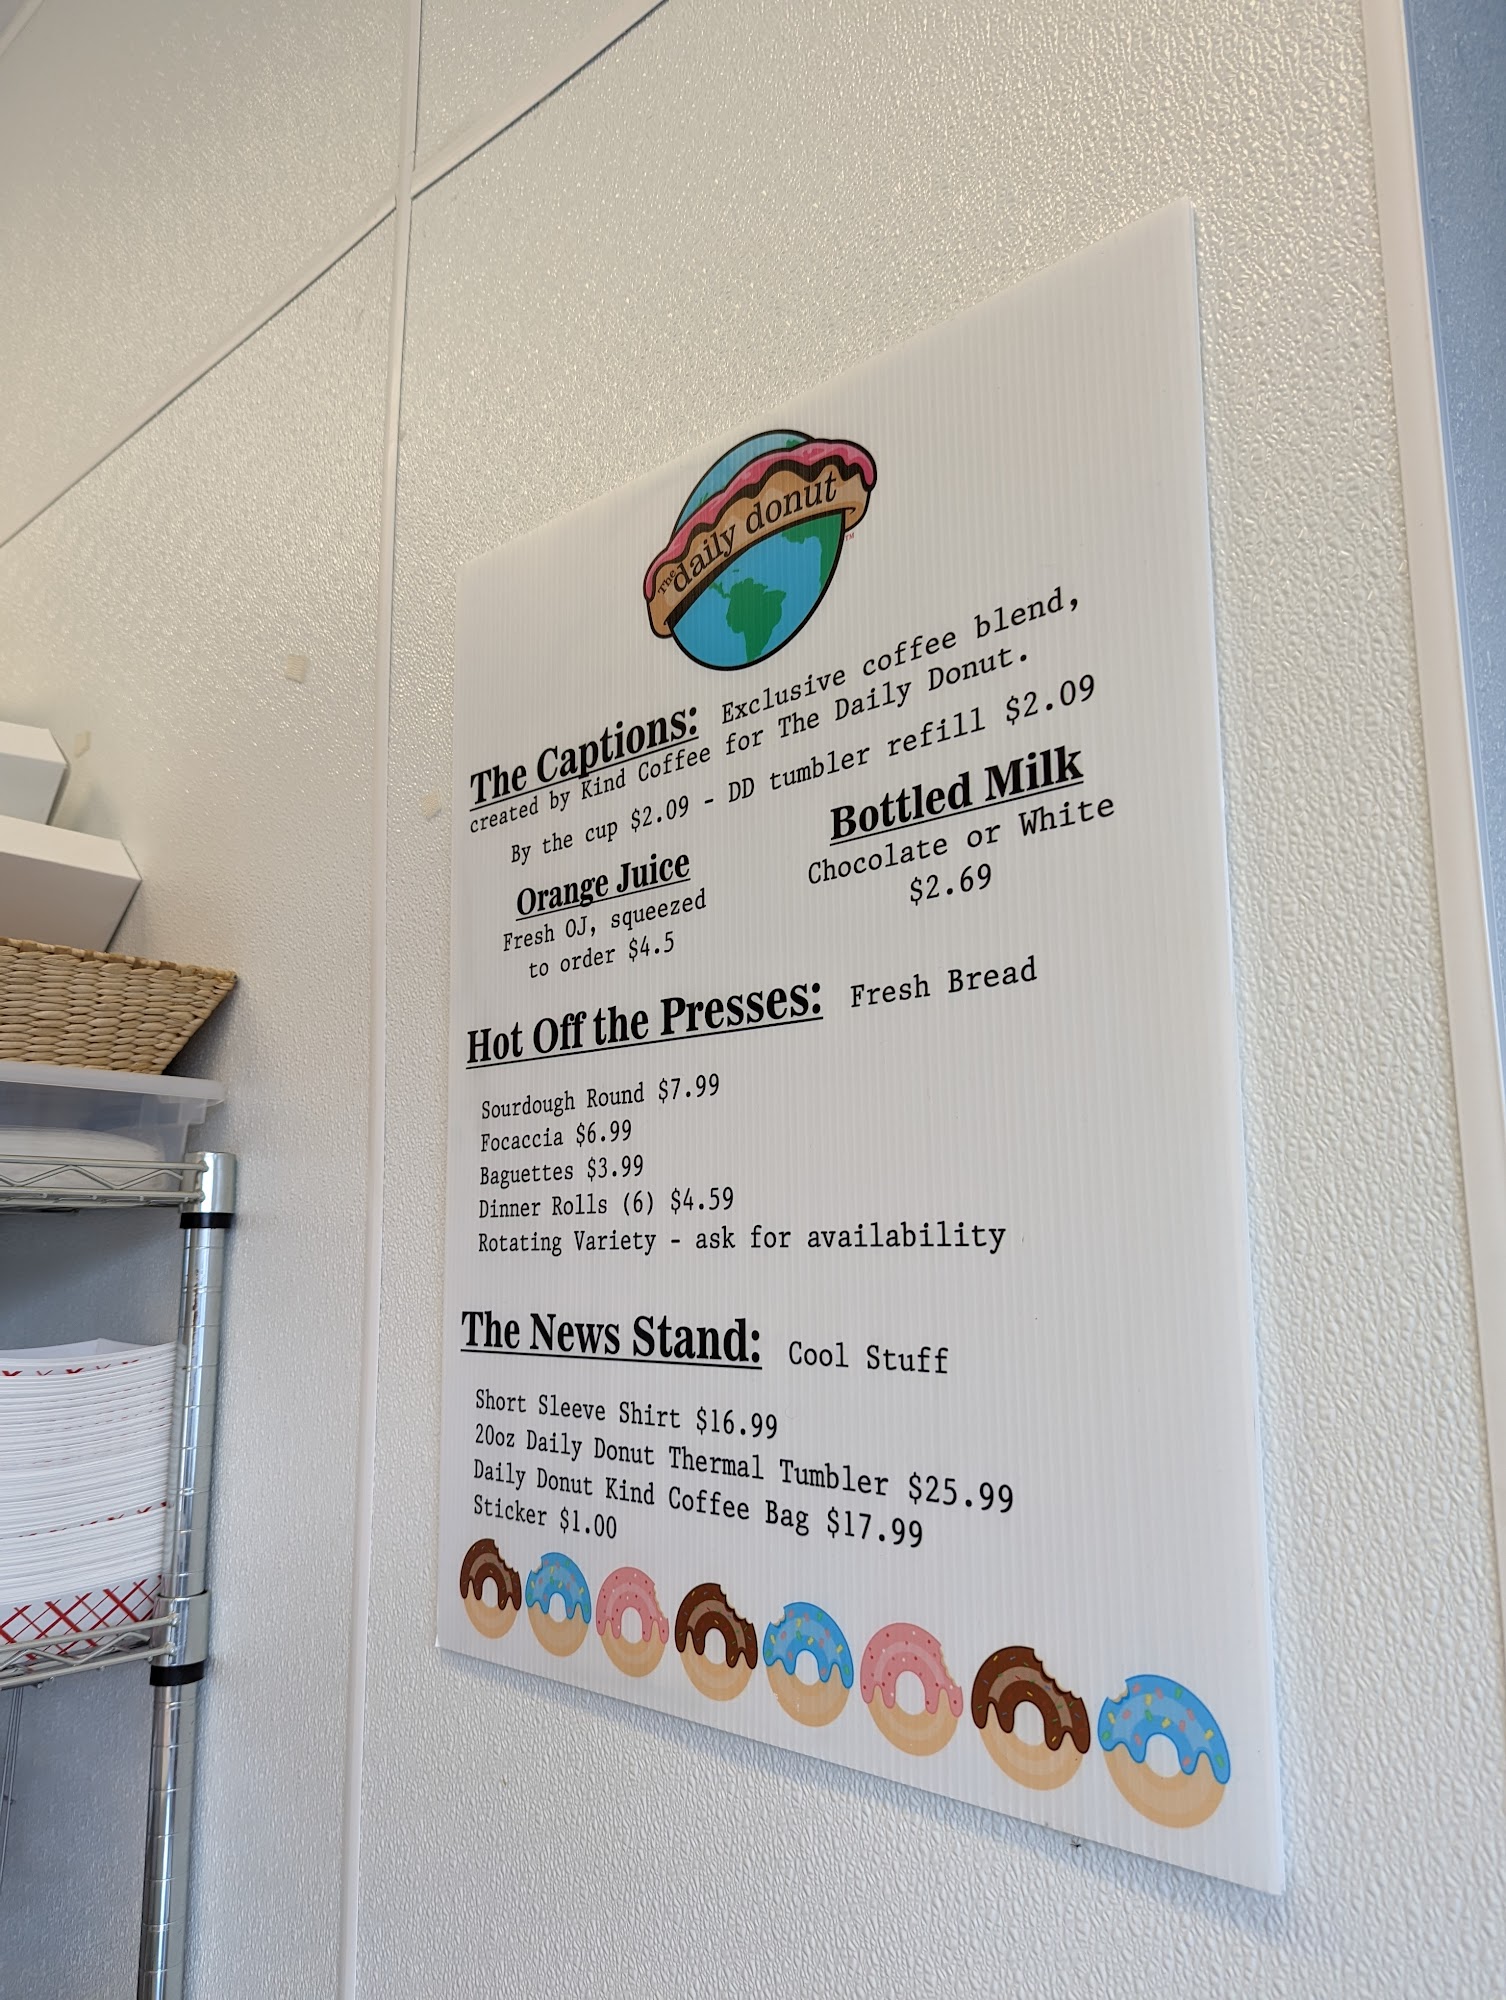 The daily donut
TM
The Captions: Exclusive coffee blend,
created by Kind Coffee for The Daily Donut.
By the cup $2.09 - DD tumbler refill $2.09
Orange Juice
Fresh OJ, squeezed
to order $4.5
Bottled Milk
Chocolate or White
$2.69
Hot Off the Presses: Fresh Bread
Sourdough Round $7.99
Focaccia $6.99
Baguettes $3.99
Dinner Rolls (6) $4.59
Rotating Variety - ask for availability
The News Stand: Cool Stuff
Short Sleeve Shirt $16.99
20oz Daily Donut Thermal Tumbler $25.99
Daily Donut Kind Coffee Bag $17.99
Sticker $1.00